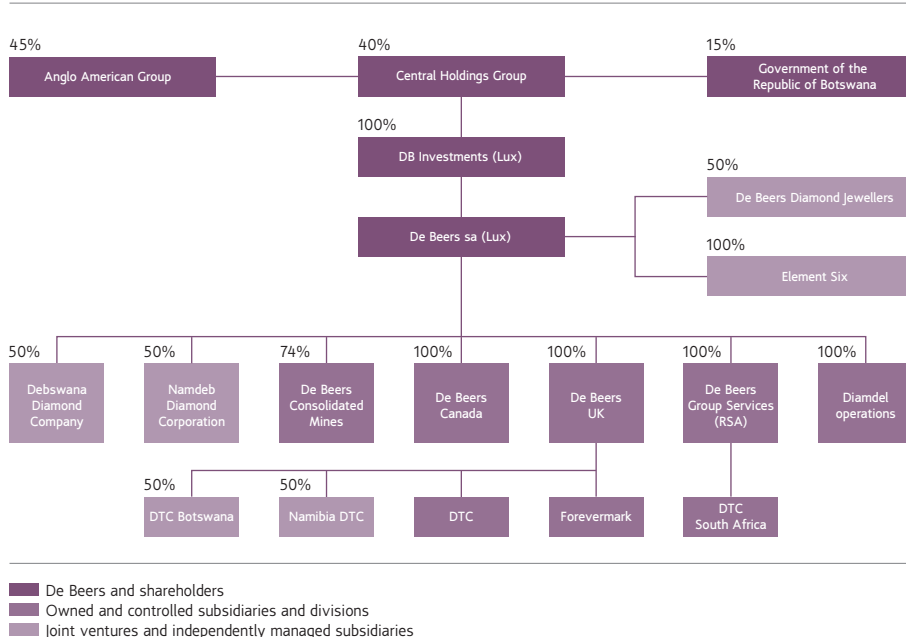 45%
40%
15%
Anglo American Group
Central Holdings Group
Government of the
Republic of Botswana
100%
DB Investments (Lux)
50%
De Beers Diamond Jewellers
De Beers sa (Lux)
100%
Element Six
50%
50%
74%
100%
100%
100%
100%
Debswana
Diamond
Company
Namdeb
Diamond
Corporation
De Beers
Consolidated
Mines
De Beers
Canada
De Beers
UK
De Beers
Group Services
(RSA)
Diamdel
operations
50%
50%
DTC Botswana
Namibia DTC
DTC
Forevermark
DTC
South Africa
De Beers and shareholders
Owned and controlled subsidiaries and divisions
Joint ventures and independently managed subsidiaries